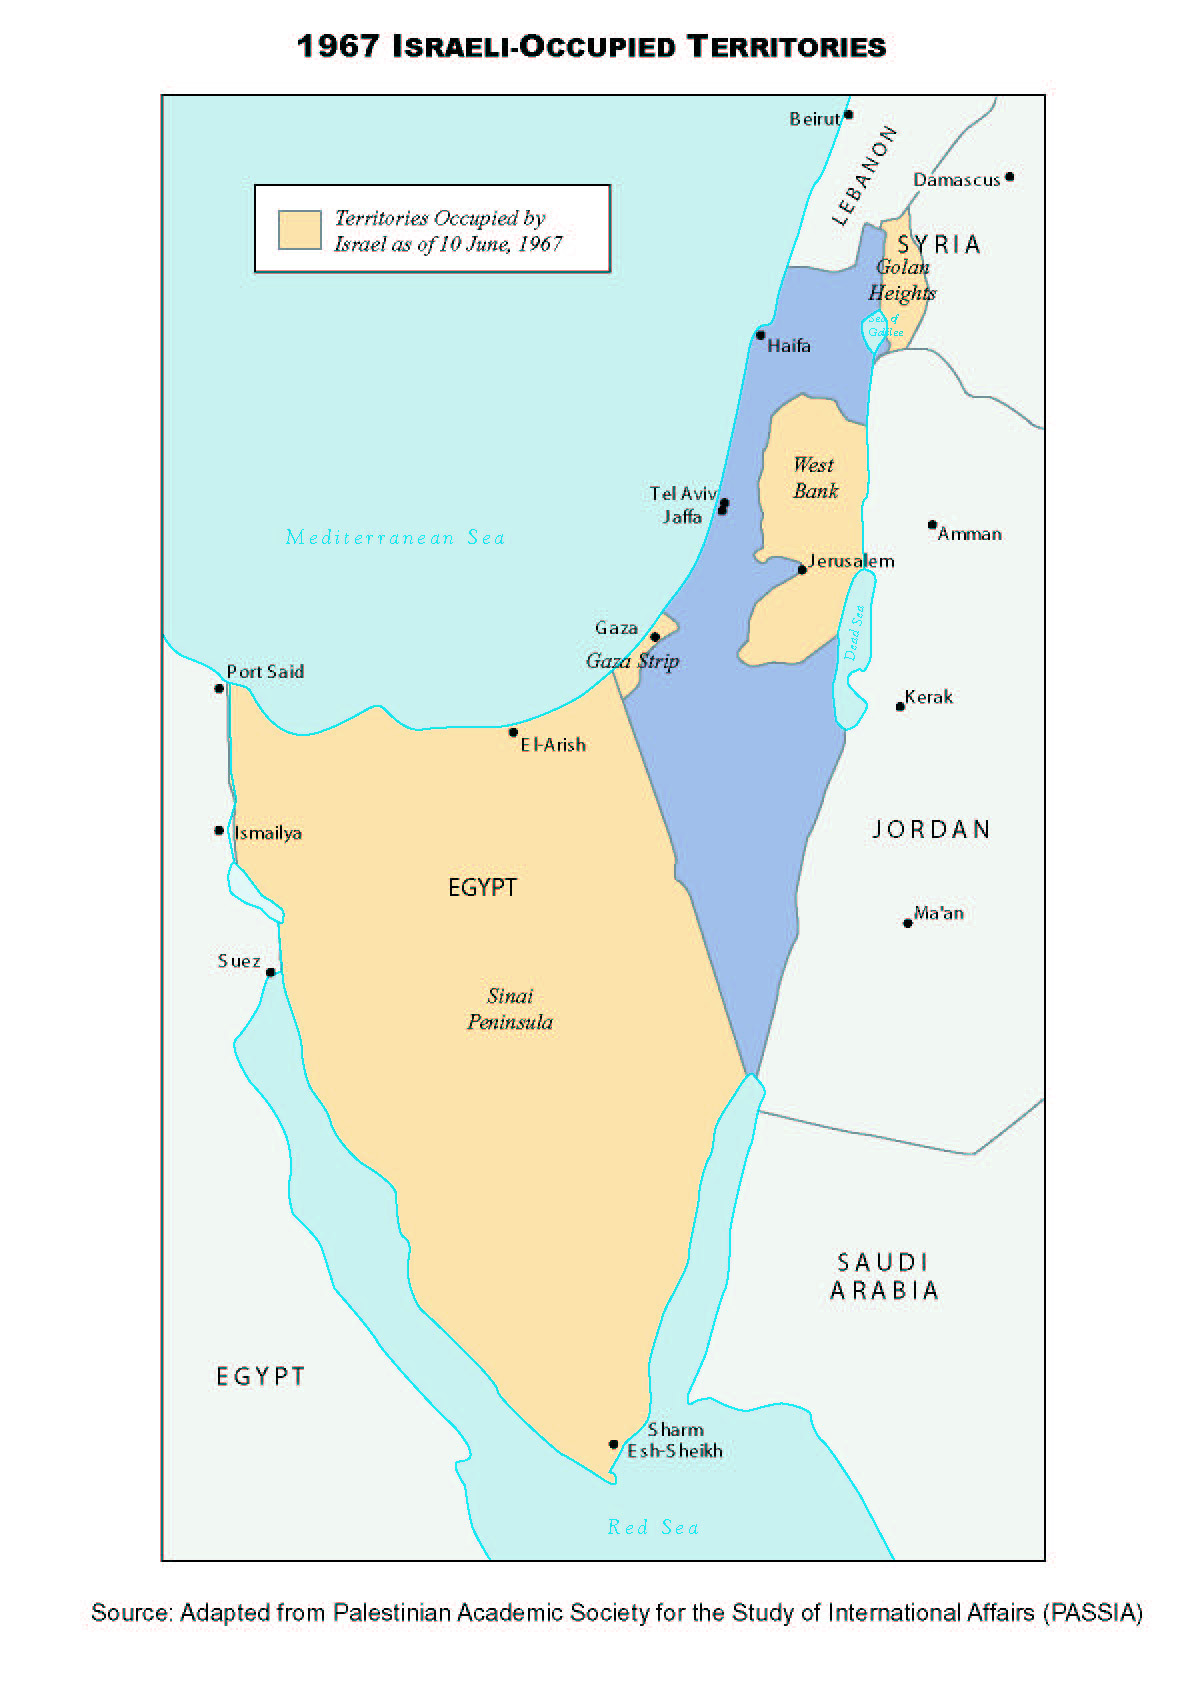 1967 ISRAELI-OCCUPIED TERRITORIES
Beirut
LEBANON
Damascus
Territories Occupied by
Israel as of 10 June, 1967
SYRIA
Golan
Heights
Sea of
Galilee
Haifa
West
Bank
Tel Aviv
Jaffa
Mediterranean Sea
Amman
Jerusalem
Dead Sea
Gaza
Gaza Strip
Port Said
Kerak
El-Arish
Ismailya
JORDAN
EGYPT
Ma'an
Suez
Sinai
Peninsula
SAUDI
ARABIA
EGYPT
Sharm
Esh-Sheikh
Red Sea
Source: Adapted from Palestinian Academic Society for the Study of International Affairs (PASSIA)